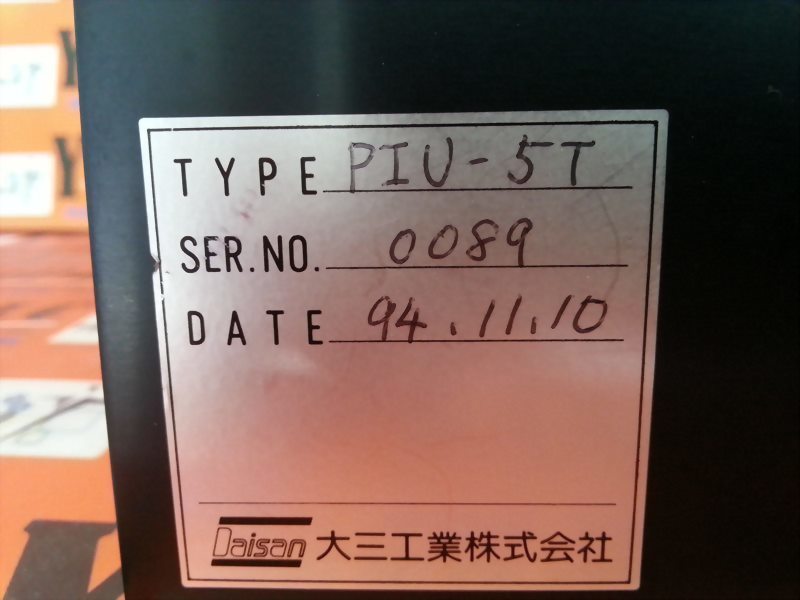 TYPE PIU-5T
SER.NO. 0089
DATE 94.11.10
Daisan 大三工業株式会社